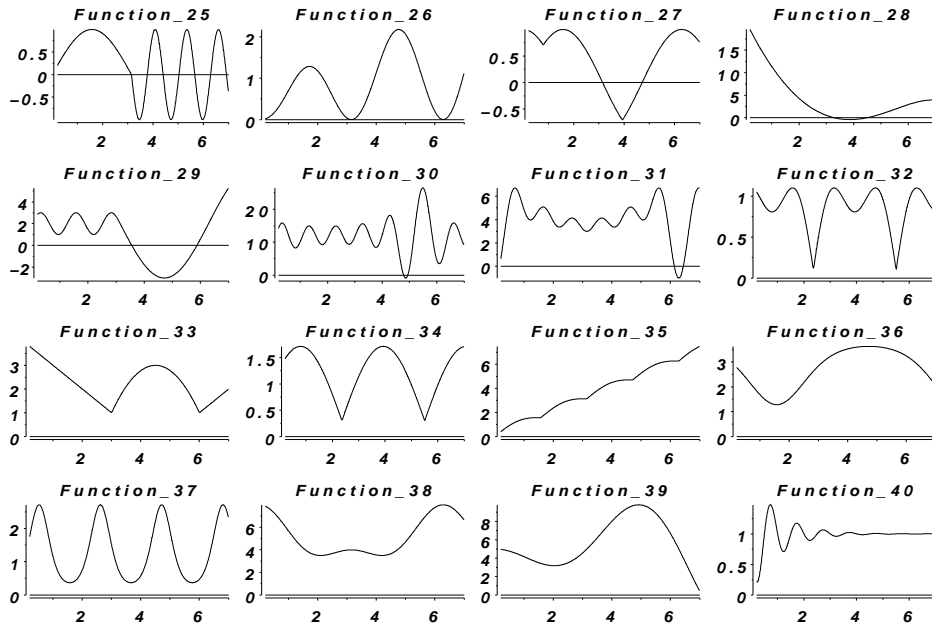 Function_25 Function_26 Function_27 Function_28
0.5 2 0.5 15
0 1 0 10
−0.5 0 −0.5 5
0
2 4 6 2 4 6 2 4 6 2 4 6
Function_29 Function_30 Function_31 Function_32
4 20 6 1
2 10 4 0.5
0 0 2 0
−2 0
2 4 6 2 4 6 2 4 6 2 4 6
Function_33 Function_34 Function_35 Function_36
3 1.5 6 3
2 1 4 2
1 0.5 2 1
0 0 0 0
2 4 6 2 4 6 2 4 6 2 4 6
Function_37 Function_38 Function_39 Function_40
2 6 8 1
1 4 6 0.5
0 2 4 0
0 2
0
2 4 6 2 4 6 2 4 6 2 4 6